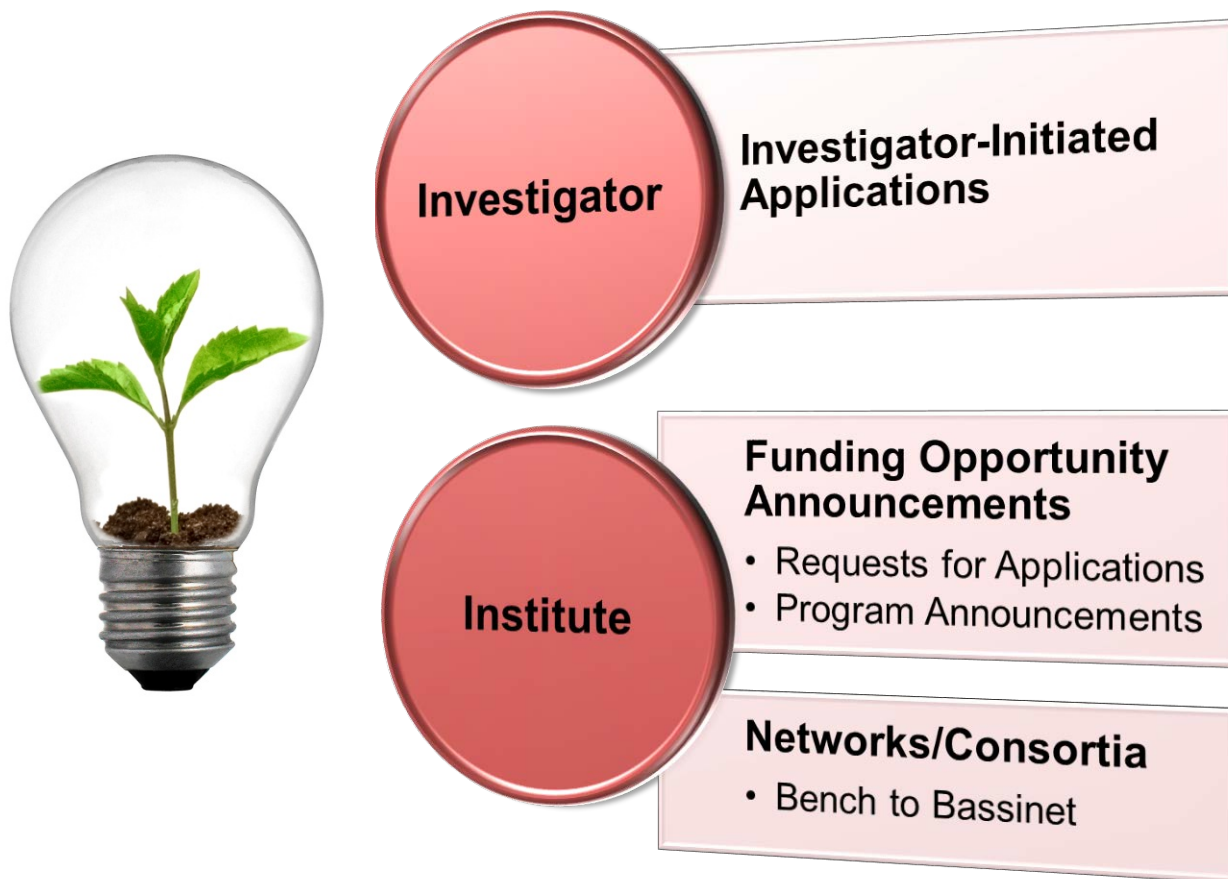 Investigator
Investigator-Initiated
Applications
Institute
Funding Opportunity
Announcements
• Requests for Applications
• Program Announcements
Networks/Consortia
• Bench to Bassinet